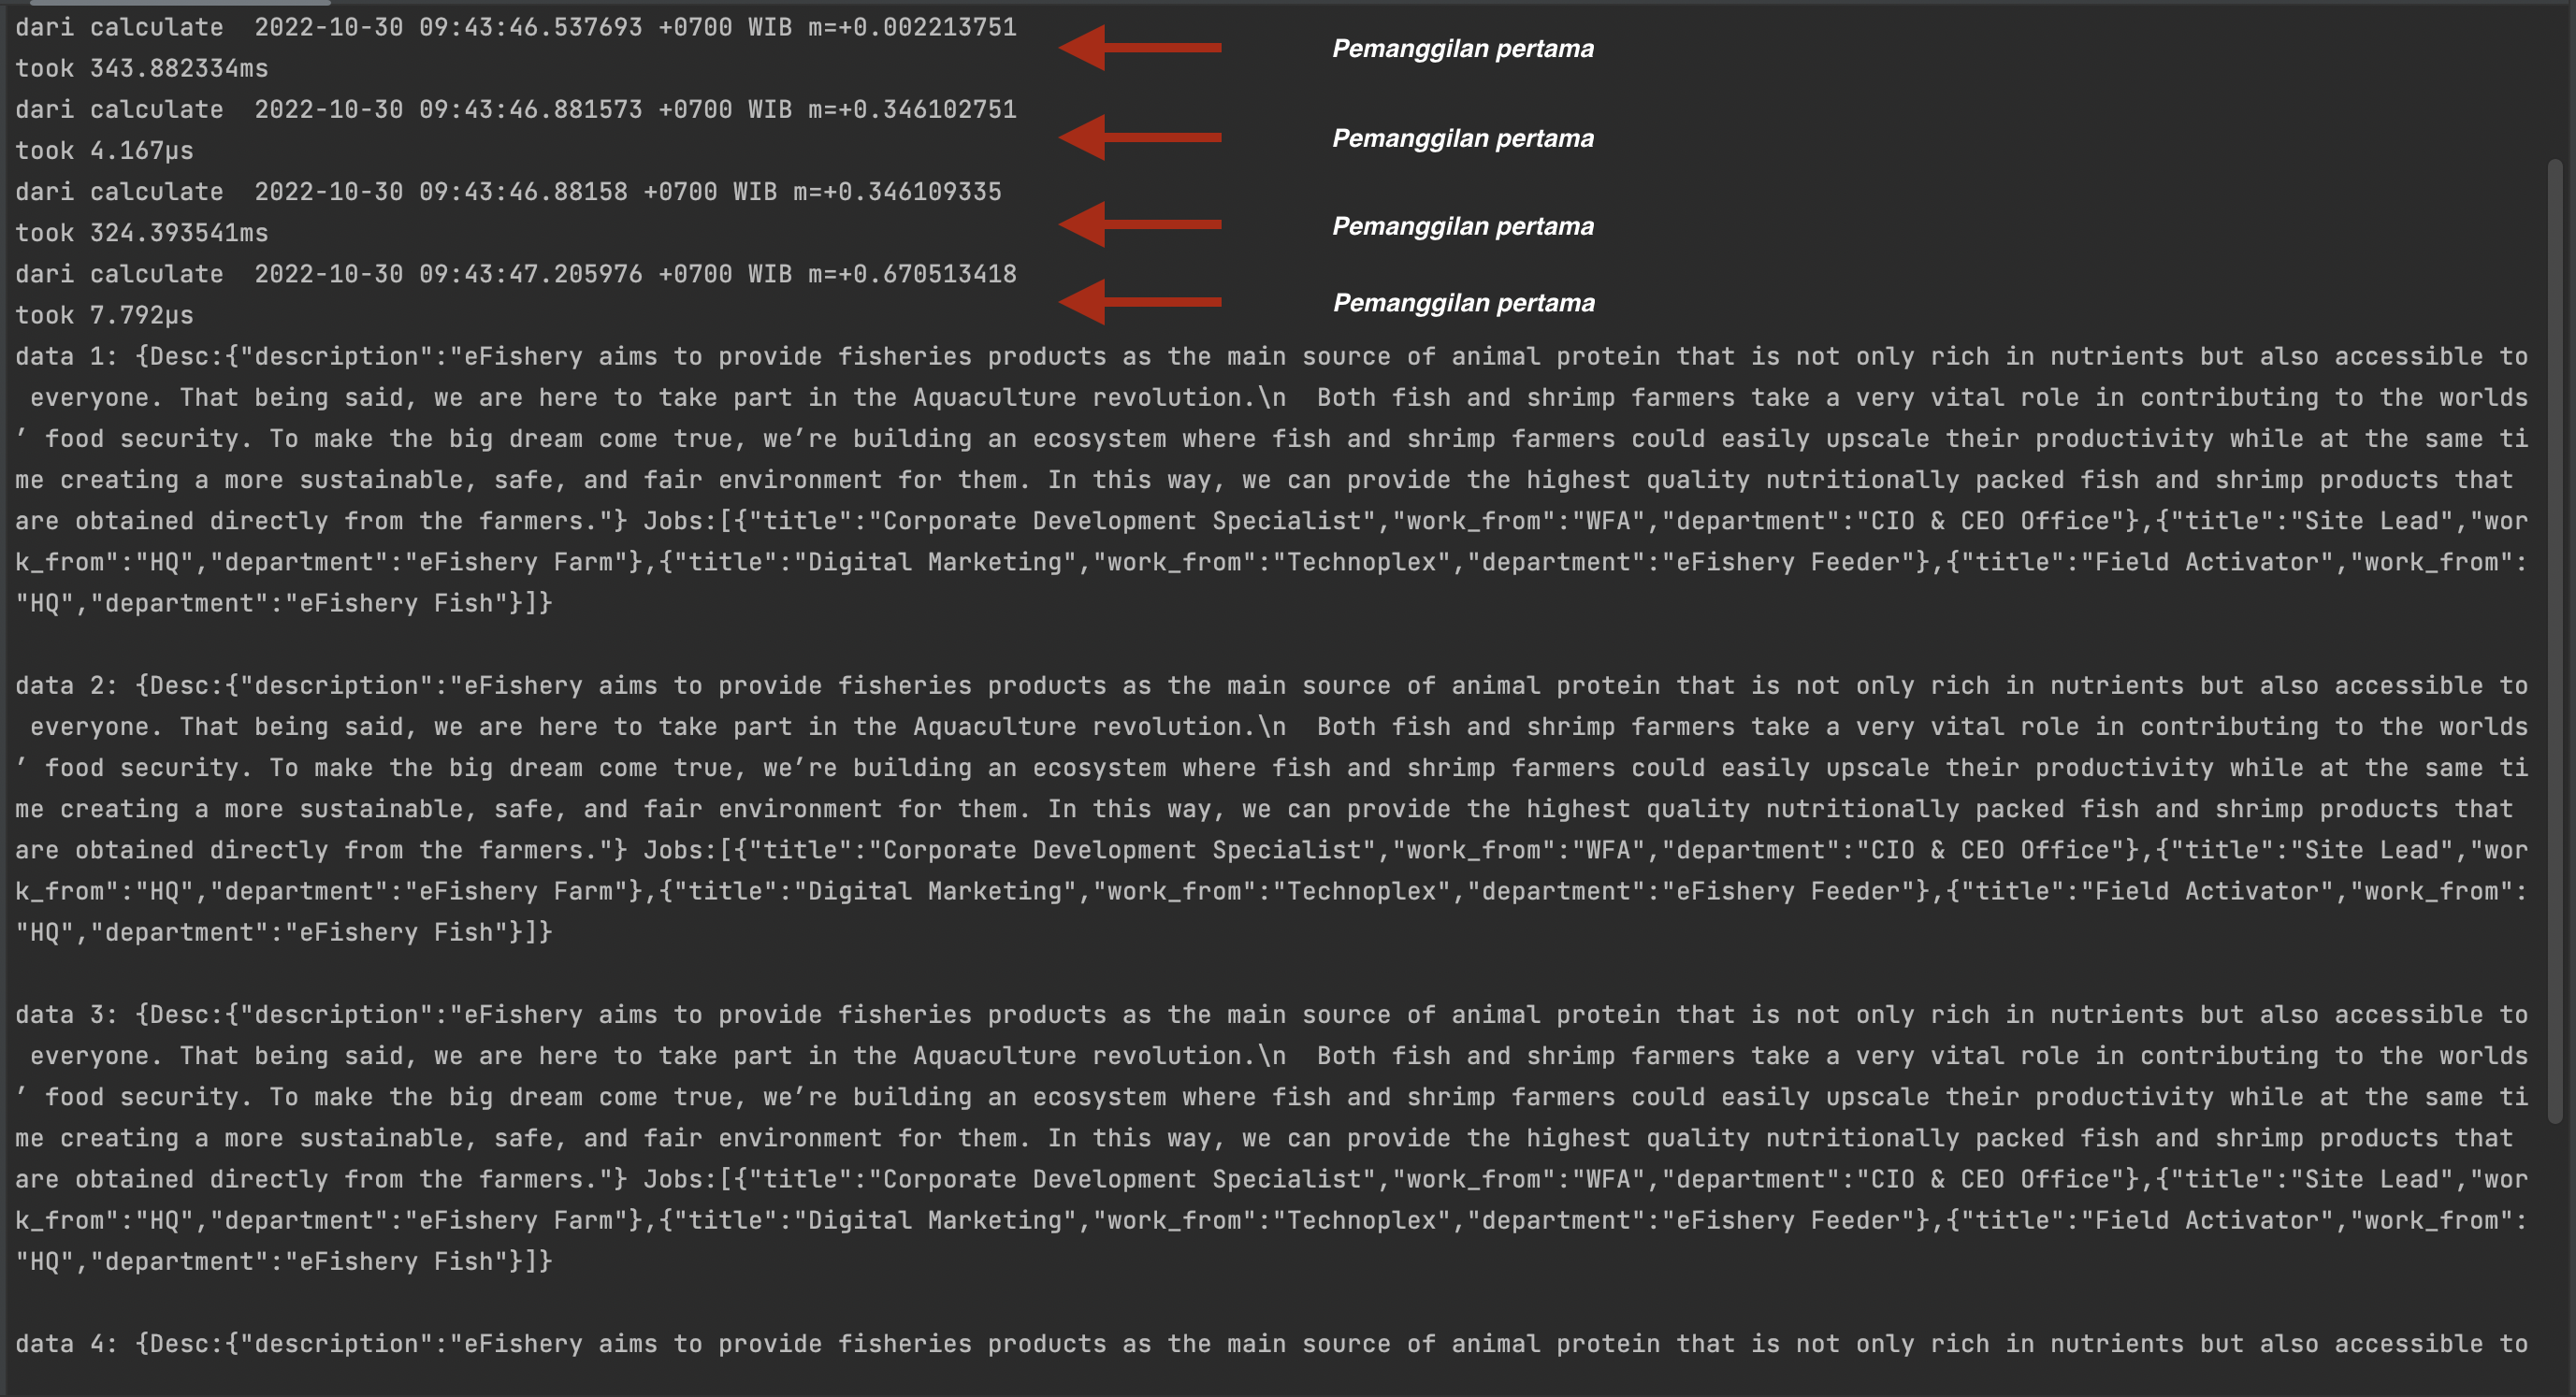 dari calculate  2022-10-30 09:43:46.537693 +0700 WIB m=+0.002213751
Pemanggilan pertama
took 343.882334ms
dari calculate  2022-10-30 09:43:46.881573 +0700 WIB m=+0.346102751
Pemanggilan pertama
took 4.167µs
dari calculate  2022-10-30 09:43:46.88158 +0700 WIB m=+0.346109335
Pemanggilan pertama
took 324.393541ms
dari calculate  2022-10-30 09:43:47.205976 +0700 WIB m=+0.670513418
Pemanggilan pertama
took 7.792µs
data 1: {Desc:{"description":"eFishery aims to provide fisheries products as the main source of animal protein that is not only rich in nutrients but also accessible to
 everyone. That being said, we are here to take part in the Aquaculture revolution.\n  Both fish and shrimp farmers take a very vital role in contributing to the worlds
’ food security. To make the big dream come true, we’re building an ecosystem where fish and shrimp farmers could easily upscale their productivity while at the same ti
me creating a more sustainable, safe, and fair environment for them. In this way, we can provide the highest quality nutritionally packed fish and shrimp products that
are obtained directly from the farmers."} Jobs:[{"title":"Corporate Development Specialist","work_from":"WFA","department":"CIO & CEO Office"},{"title":"Site Lead","wor
k_from":"HQ","department":"eFishery Farm"},{"title":"Digital Marketing","work_from":"Technoplex","department":"eFishery Feeder"},{"title":"Field Activator","work_from":
"HQ","department":"eFishery Fish"}]}
data 2: {Desc:{"description":"eFishery aims to provide fisheries products as the main source of animal protein that is not only rich in nutrients but also accessible to
 everyone. That being said, we are here to take part in the Aquaculture revolution.\n  Both fish and shrimp farmers take a very vital role in contributing to the worlds
’ food security. To make the big dream come true, we’re building an ecosystem where fish and shrimp farmers could easily upscale their productivity while at the same ti
me creating a more sustainable, safe, and fair environment for them. In this way, we can provide the highest quality nutritionally packed fish and shrimp products that
are obtained directly from the farmers."} Jobs:[{"title":"Corporate Development Specialist","work_from":"WFA","department":"CIO & CEO Office"},{"title":"Site Lead","wor
k_from":"HQ","department":"eFishery Farm"},{"title":"Digital Marketing","work_from":"Technoplex","department":"eFishery Feeder"},{"title":"Field Activator","work_from":
"HQ","department":"eFishery Fish"}]}
data 3: {Desc:{"description":"eFishery aims to provide fisheries products as the main source of animal protein that is not only rich in nutrients but also accessible to
 everyone. That being said, we are here to take part in the Aquaculture revolution.\n  Both fish and shrimp farmers take a very vital role in contributing to the worlds
’ food security. To make the big dream come true, we’re building an ecosystem where fish and shrimp farmers could easily upscale their productivity while at the same ti
me creating a more sustainable, safe, and fair environment for them. In this way, we can provide the highest quality nutritionally packed fish and shrimp products that
are obtained directly from the farmers."} Jobs:[{"title":"Corporate Development Specialist","work_from":"WFA","department":"CIO & CEO Office"},{"title":"Site Lead","wor
k_from":"HQ","department":"eFishery Farm"},{"title":"Digital Marketing","work_from":"Technoplex","department":"eFishery Feeder"},{"title":"Field Activator","work_from":
"HQ","department":"eFishery Fish"}]}
data 4: {Desc:{"description":"eFishery aims to provide fisheries products as the main source of animal protein that is not only rich in nutrients but also accessible to